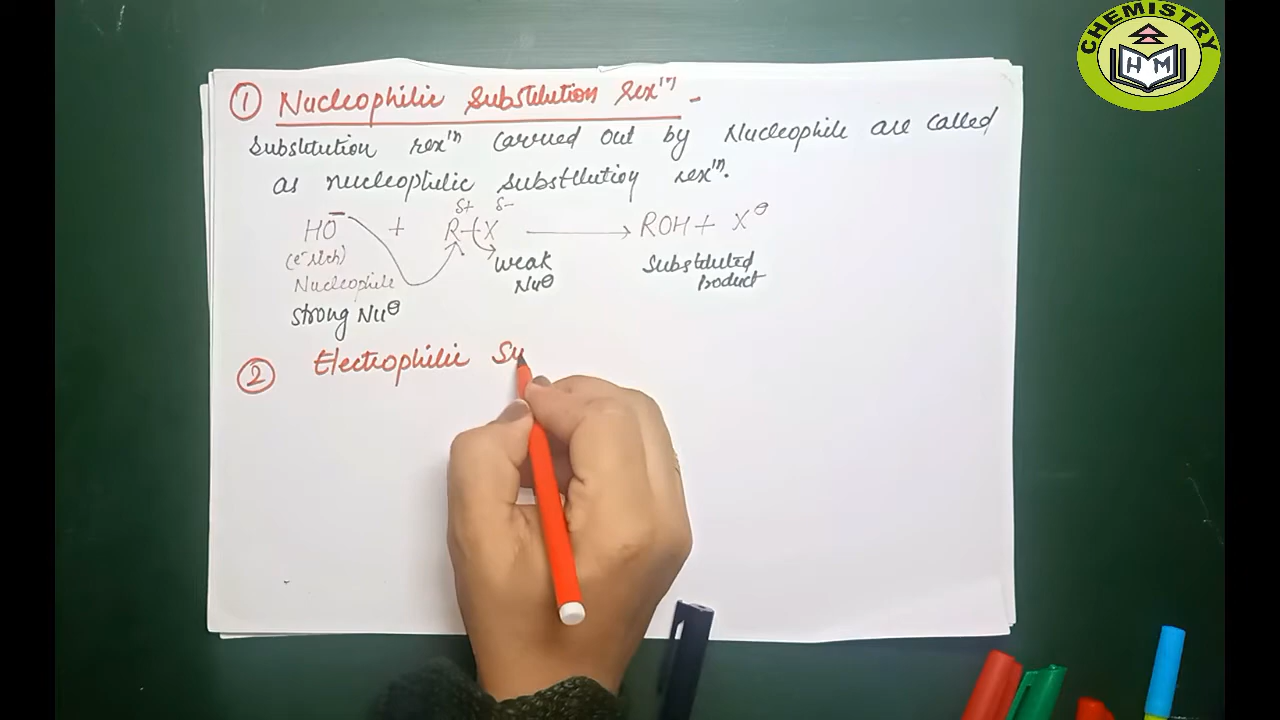 CHEMISTRY
HM
① Nucleophilic Substitution rexⁿ -
Substitution rexⁿ carried out by Nucleophile are called
as nucleophilic substitution rexⁿ.
δ+ δ-
HO⁻ + R-X ⟶ ROH + X⊖
(e⁻ rich) weak Substituted
Nucleophile Nu⊖ Product
strong Nu⊖
② Electrophilic Su